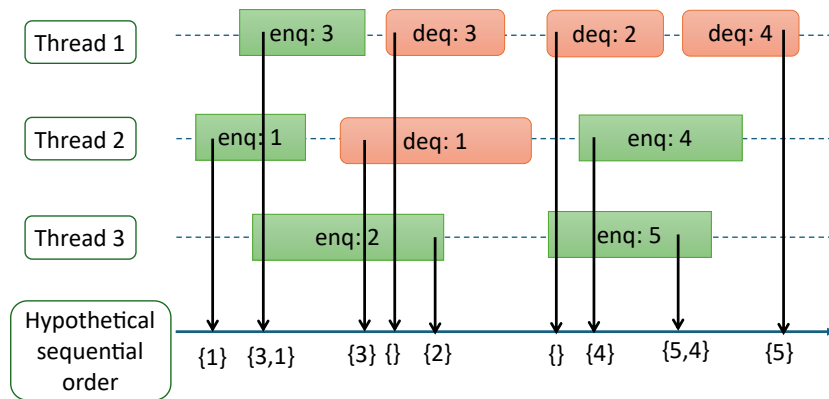 Thread 1
enq: 3
deq: 3
deq: 2
deq: 4
Thread 2
enq: 1
deq: 1
enq: 4
Thread 3
enq: 2
enq: 5
Hypothetical
sequential
order
{1}
{3,1}
{3}
{}
{2}
{}
{4}
{5,4}
{5}